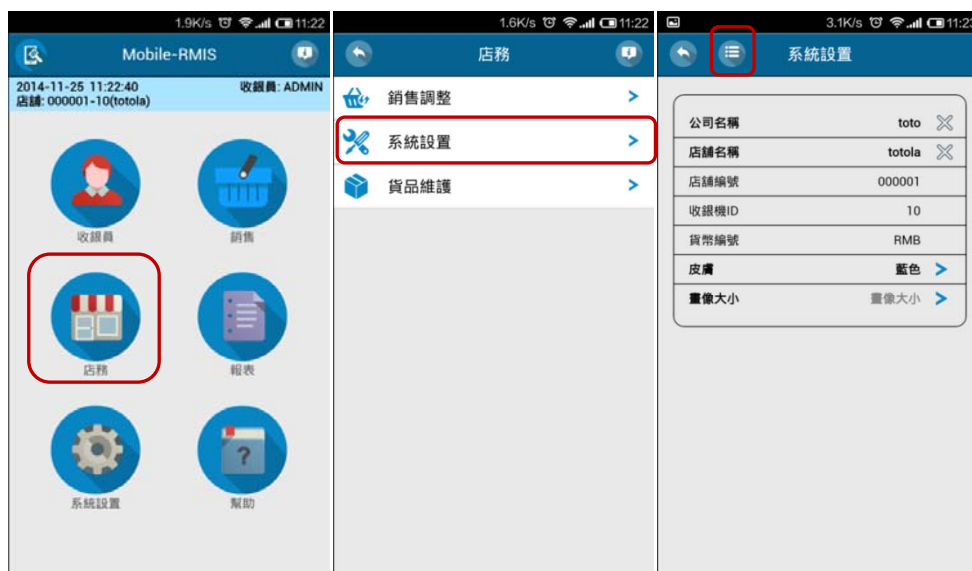 1.9K/s 11:22
Mobile-RMIS
2014-11-25 11:22:40 收銀員: ADMIN
店舖: 000001-10(totola)
收銀員 銷售
店務 報表
系統設置 幫助
1.6K/s 11:22
店務
銷售調整
系統設置
貨品維護
3.1K/s 11:23
系統設置
公司名稱 toto
店舖名稱 totola
店舖編號 000001
收銀機ID 10
貨幣編號 RMB
皮膚 藍色
畫像大小 畫像大小